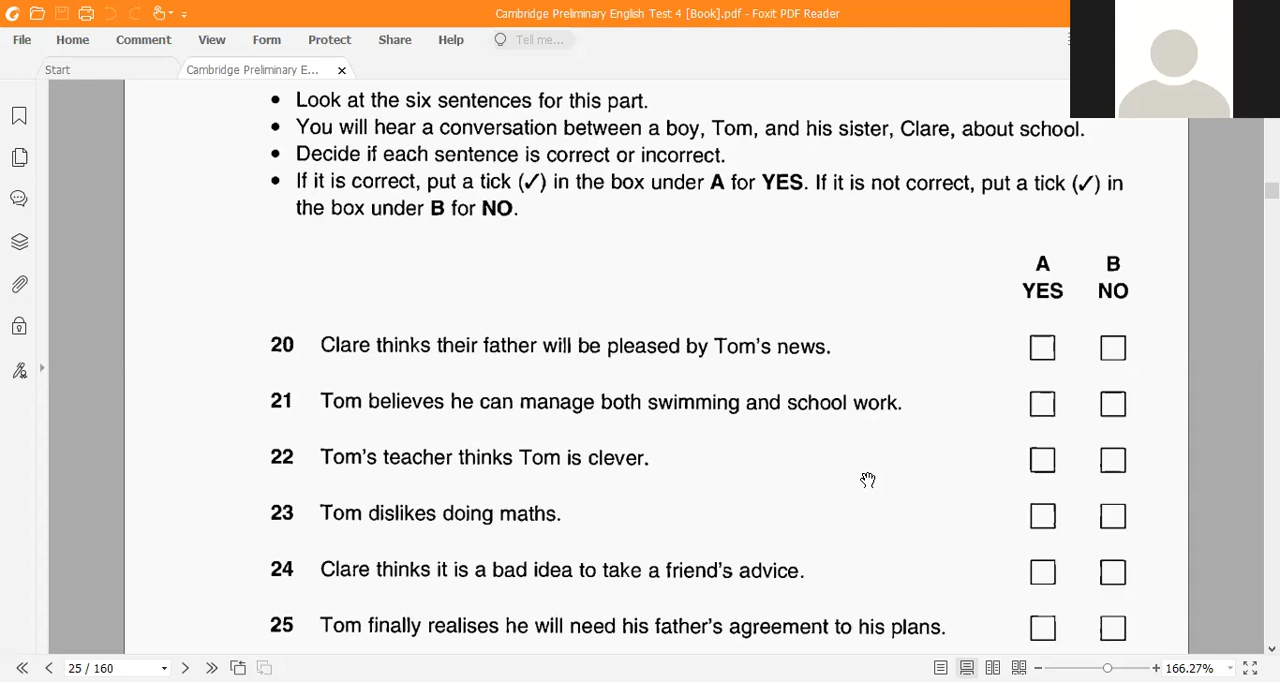 Cambridge Preliminary English Test 4 [Book].pdf - Foxit PDF Reader
File Home Comment View Form Protect Share Help Tell me...
Start Cambridge Preliminary E...
• Look at the six sentences for this part.
• You will hear a conversation between a boy, Tom, and his sister, Clare, about school.
• Decide if each sentence is correct or incorrect.
• If it is correct, put a tick (✓) in the box under A for YES. If it is not correct, put a tick (✓) in
the box under B for NO.
A B
YES NO
20 Clare thinks their father will be pleased by Tom's news.
21 Tom believes he can manage both swimming and school work.
22 Tom's teacher thinks Tom is clever.
23 Tom dislikes doing maths.
24 Clare thinks it is a bad idea to take a friend's advice.
25 Tom finally realises he will need his father's agreement to his plans.
25 / 160 166.27%